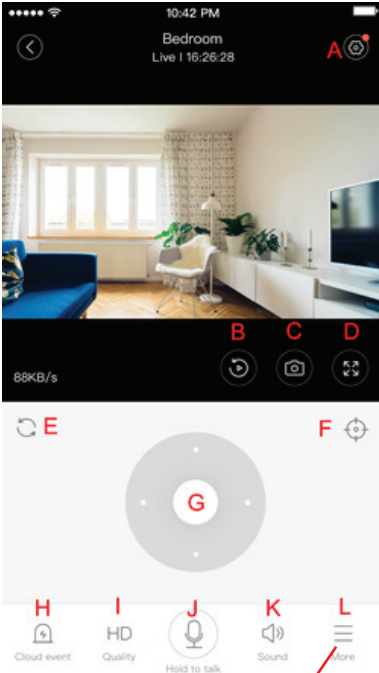 10:42 PM
Bedroom
Live | 16:26:28
A
B C D
88KB/s
E
F
G
H I J K L
HD
Cloud event Quality Hold to talk Sound More